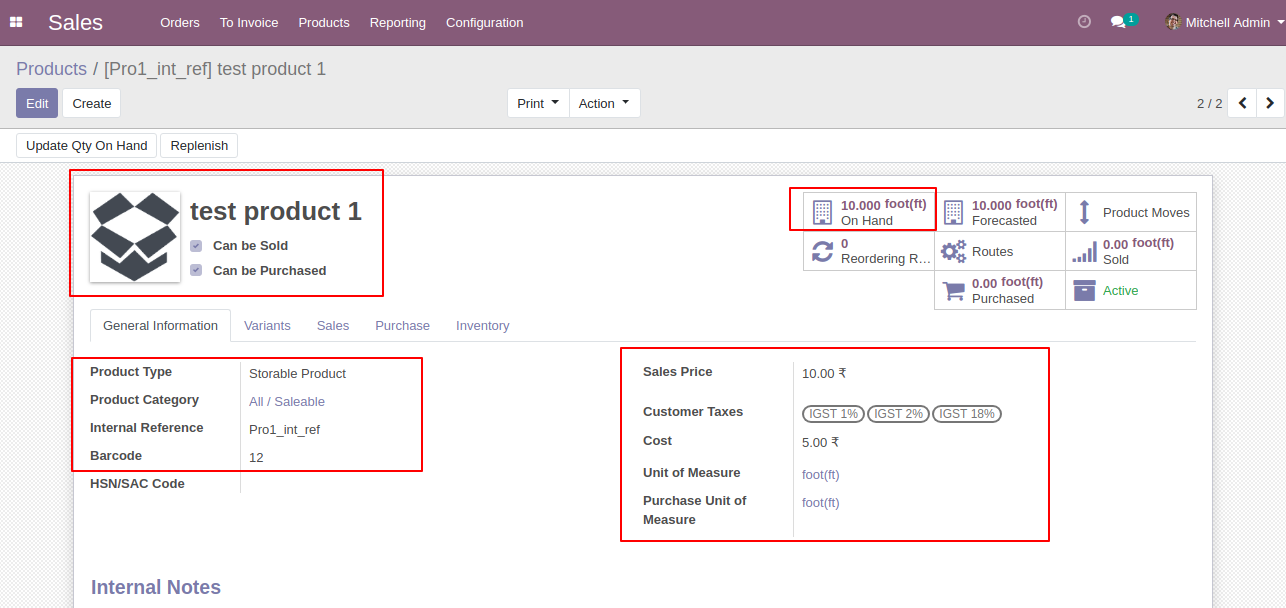 Sales Orders To Invoice Products Reporting Configuration 1 Mitchell Admin
Products / [Pro1_int_ref] test product 1
Edit Create Print Action 2 / 2
Update Qty On Hand Replenish
test product 1
Can be Sold
Can be Purchased
10.000 foot(ft)
On Hand
10.000 foot(ft)
Forecasted
Product Moves
0
Reordering R...
Routes
0.00 foot(ft)
Sold
0.00 foot(ft)
Purchased
Active
General Information Variants Sales Purchase Inventory
Product Type Storable Product
Product Category All / Saleable
Internal Reference Pro1_int_ref
Barcode 12
HSN/SAC Code
Sales Price 10.00 ₹
Customer Taxes IGST 1% IGST 2% IGST 18%
Cost 5.00 ₹
Unit of Measure foot(ft)
Purchase Unit of foot(ft)
Measure
Internal Notes